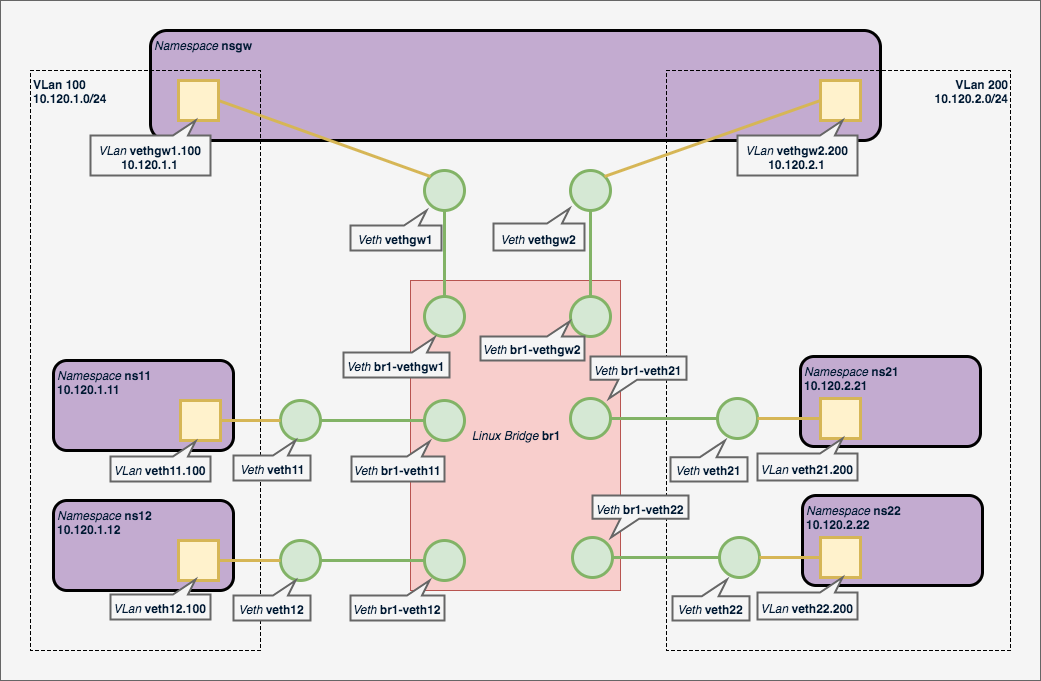 Namespace nsgw
VLan 100
10.120.1.0/24
VLan 200
10.120.2.0/24
VLan vethgw1.100
10.120.1.1
VLan vethgw2.200
10.120.2.1
Veth vethgw1
Veth vethgw2
Veth br1-vethgw1
Veth br1-vethgw2
Veth br1-veth21
Namespace ns11
10.120.1.11
Namespace ns21
10.120.2.21
Linux Bridge br1
VLan veth11.100
Veth veth11
Veth br1-veth11
Veth veth21
VLan veth21.200
Namespace ns12
10.120.1.12
Veth br1-veth22
Namespace ns22
10.120.2.22
VLan veth12.100
Veth veth12
Veth br1-veth12
Veth veth22
VLan veth22.200